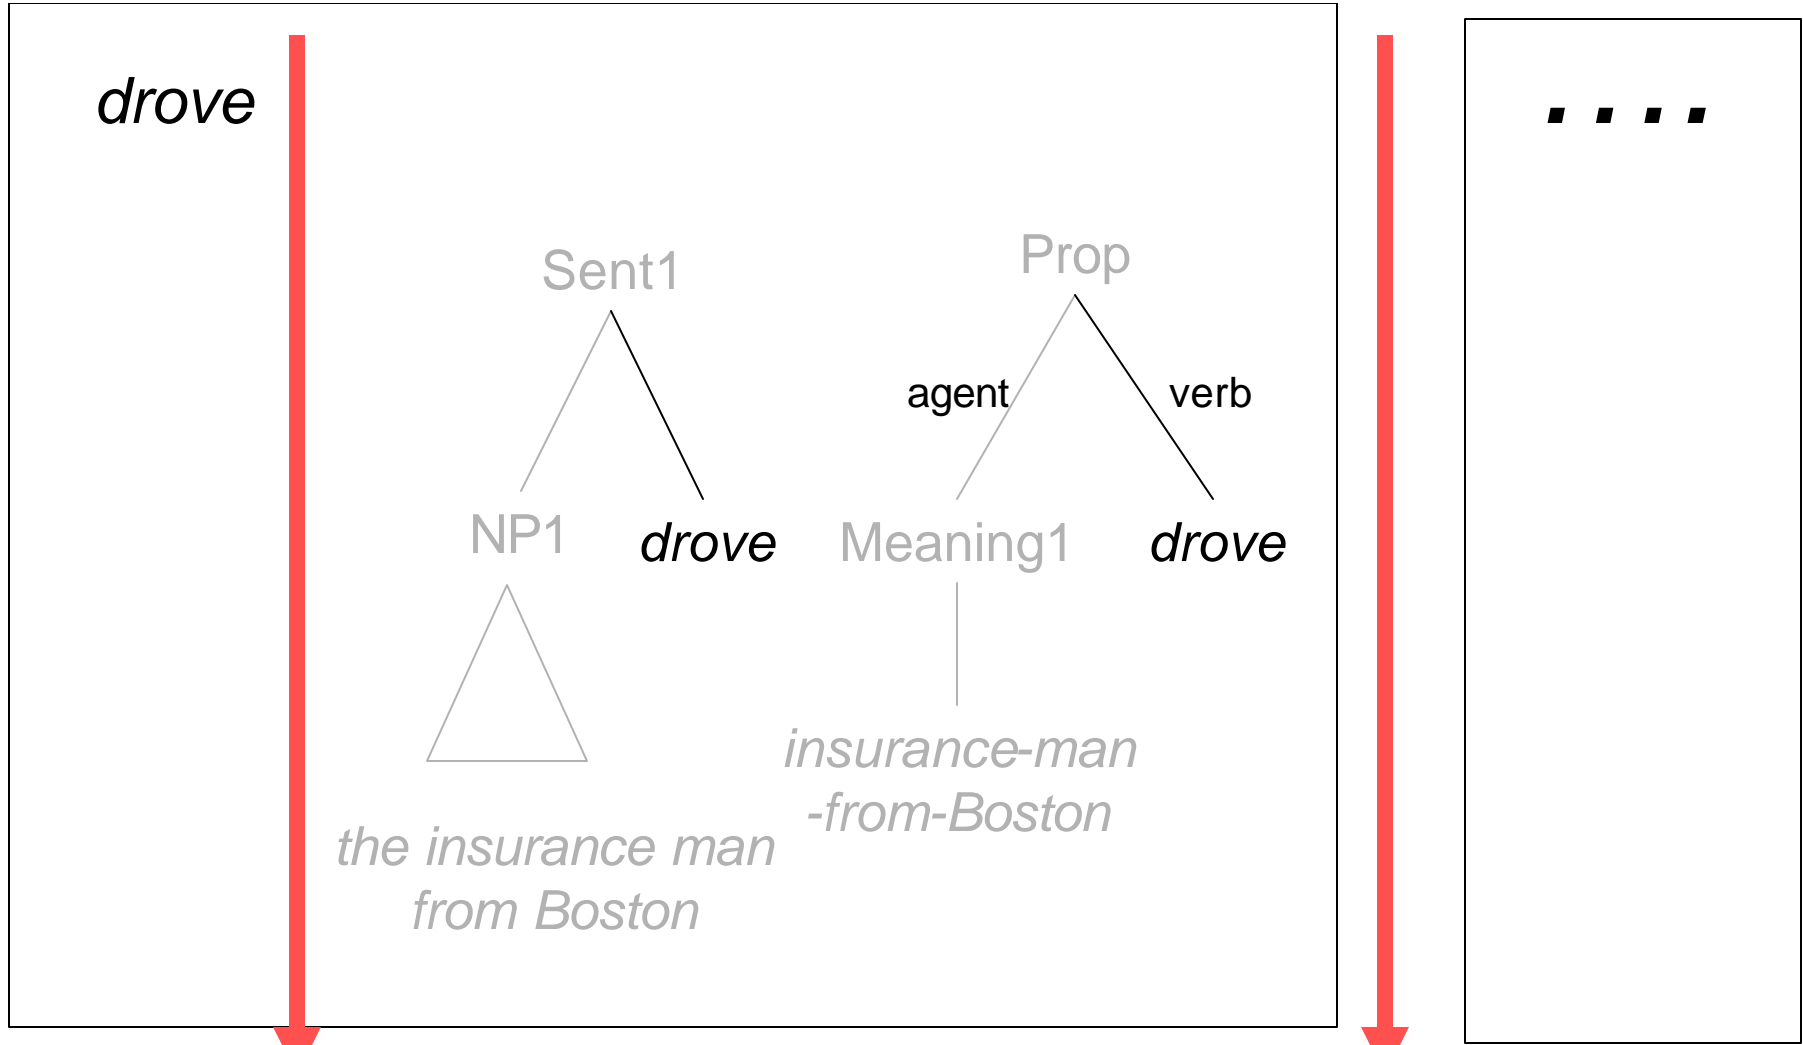 drove
....
Sent1
Prop
agent
verb
NP1
drove
Meaning1
drove
insurance-man
-from-Boston
the insurance man
from Boston